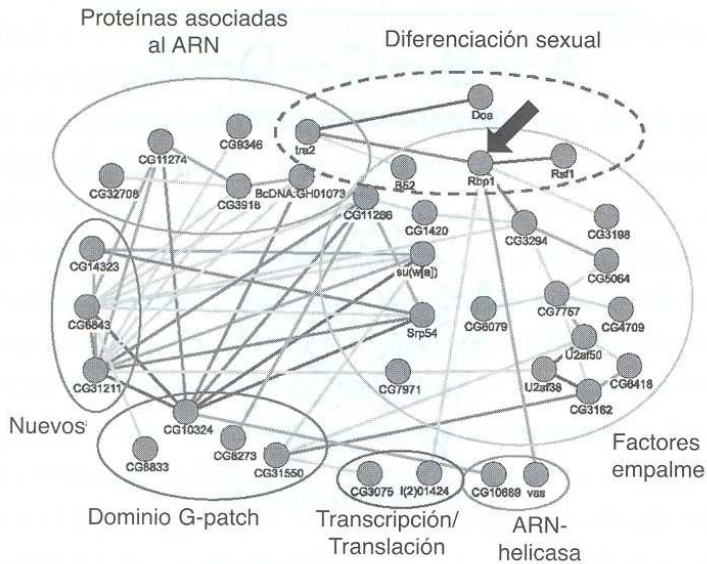 Proteínas asociadas
al ARN
Diferenciación sexual
Dos
tra2
CG9346
CG11274
B52
Rbp1
Rsf1
CG32708
CG3918
BcDNA:GH01073
CG11266
CG1420
CG3294
CG3198
CG14323
su(w[a])
CG5064
CG6843
Srp54
CG6079
CG7757
CG4709
U2af50
CG31211
CG7971
U2af38
CG6418
CG3162
Nuevos
CG10324
CG8833
CG8273
CG31550
Factores
empalme
CG3075
l(2)01424
CG10689
vas
Dominio G-patch
Transcripción/
Translación
ARN-
helicasa